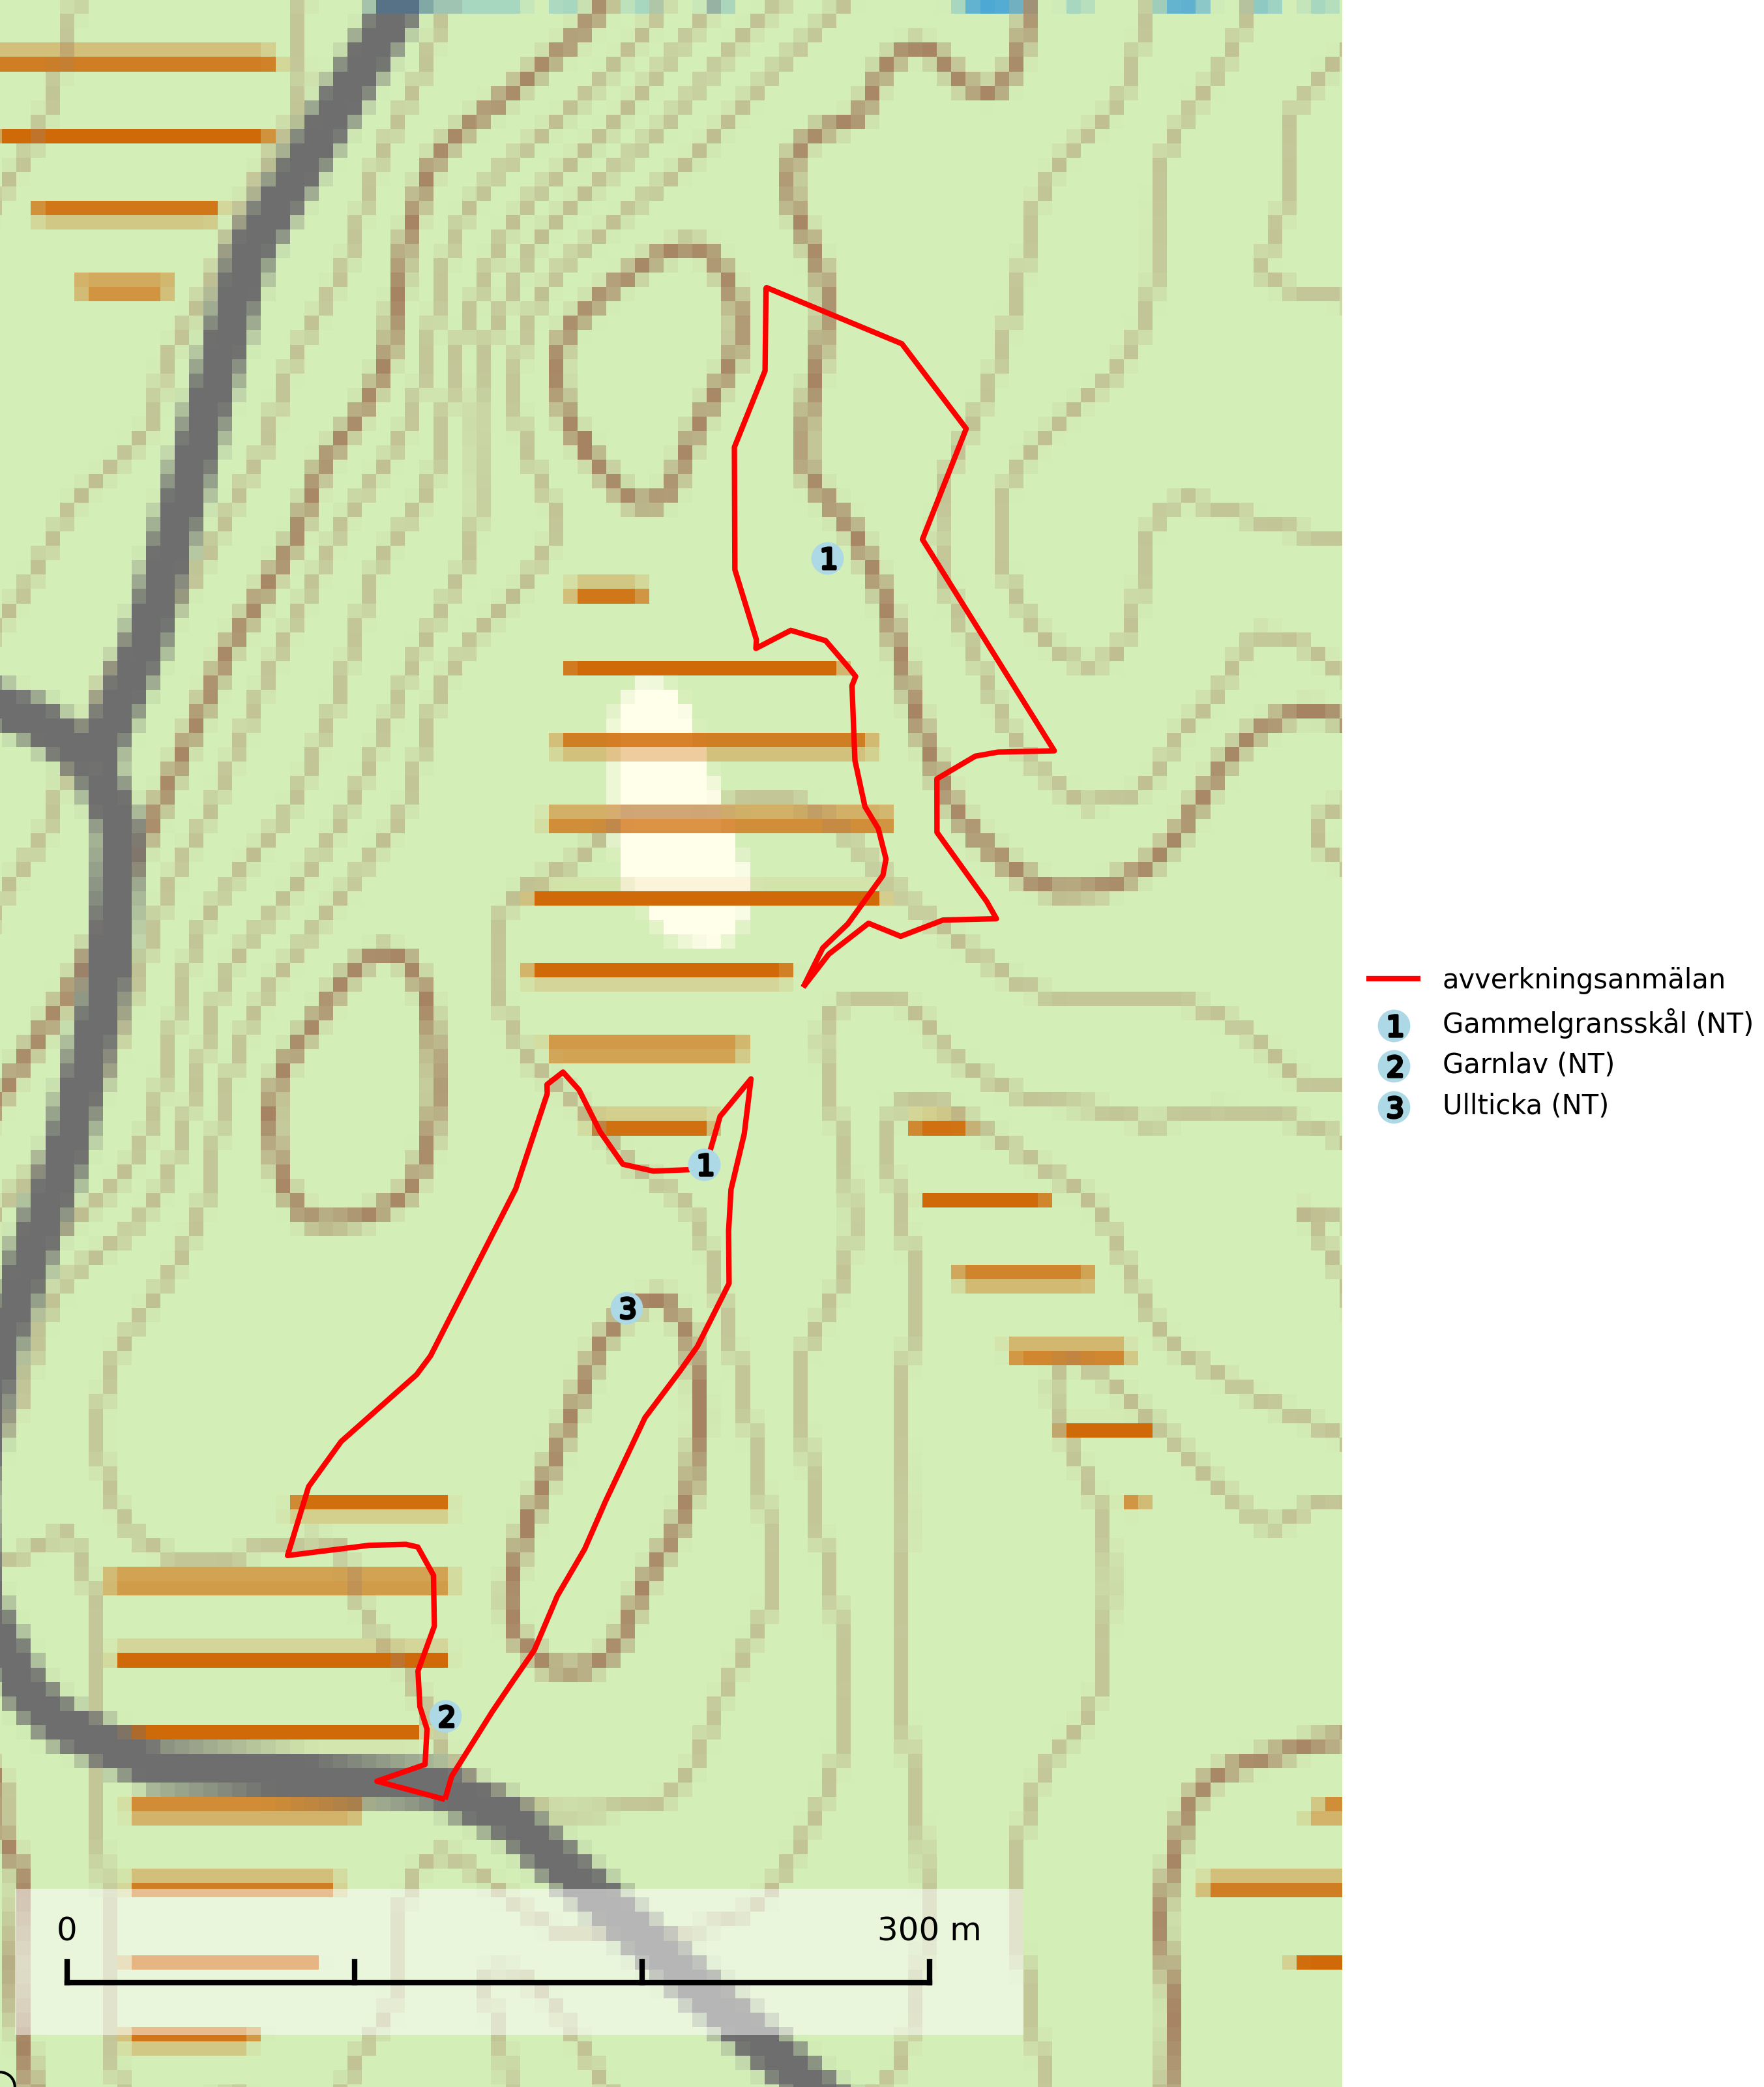 1
1
3
2
avverkningsanmälan
1 Gammelgransskål (NT)
2 Garnlav (NT)
3 Ullticka (NT)
0 300 m